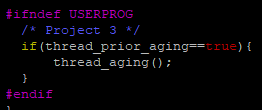 #ifndef USERPROG
/* Project 3 */
if(thread_prior_aging==true){
thread_aging();
}
#endif